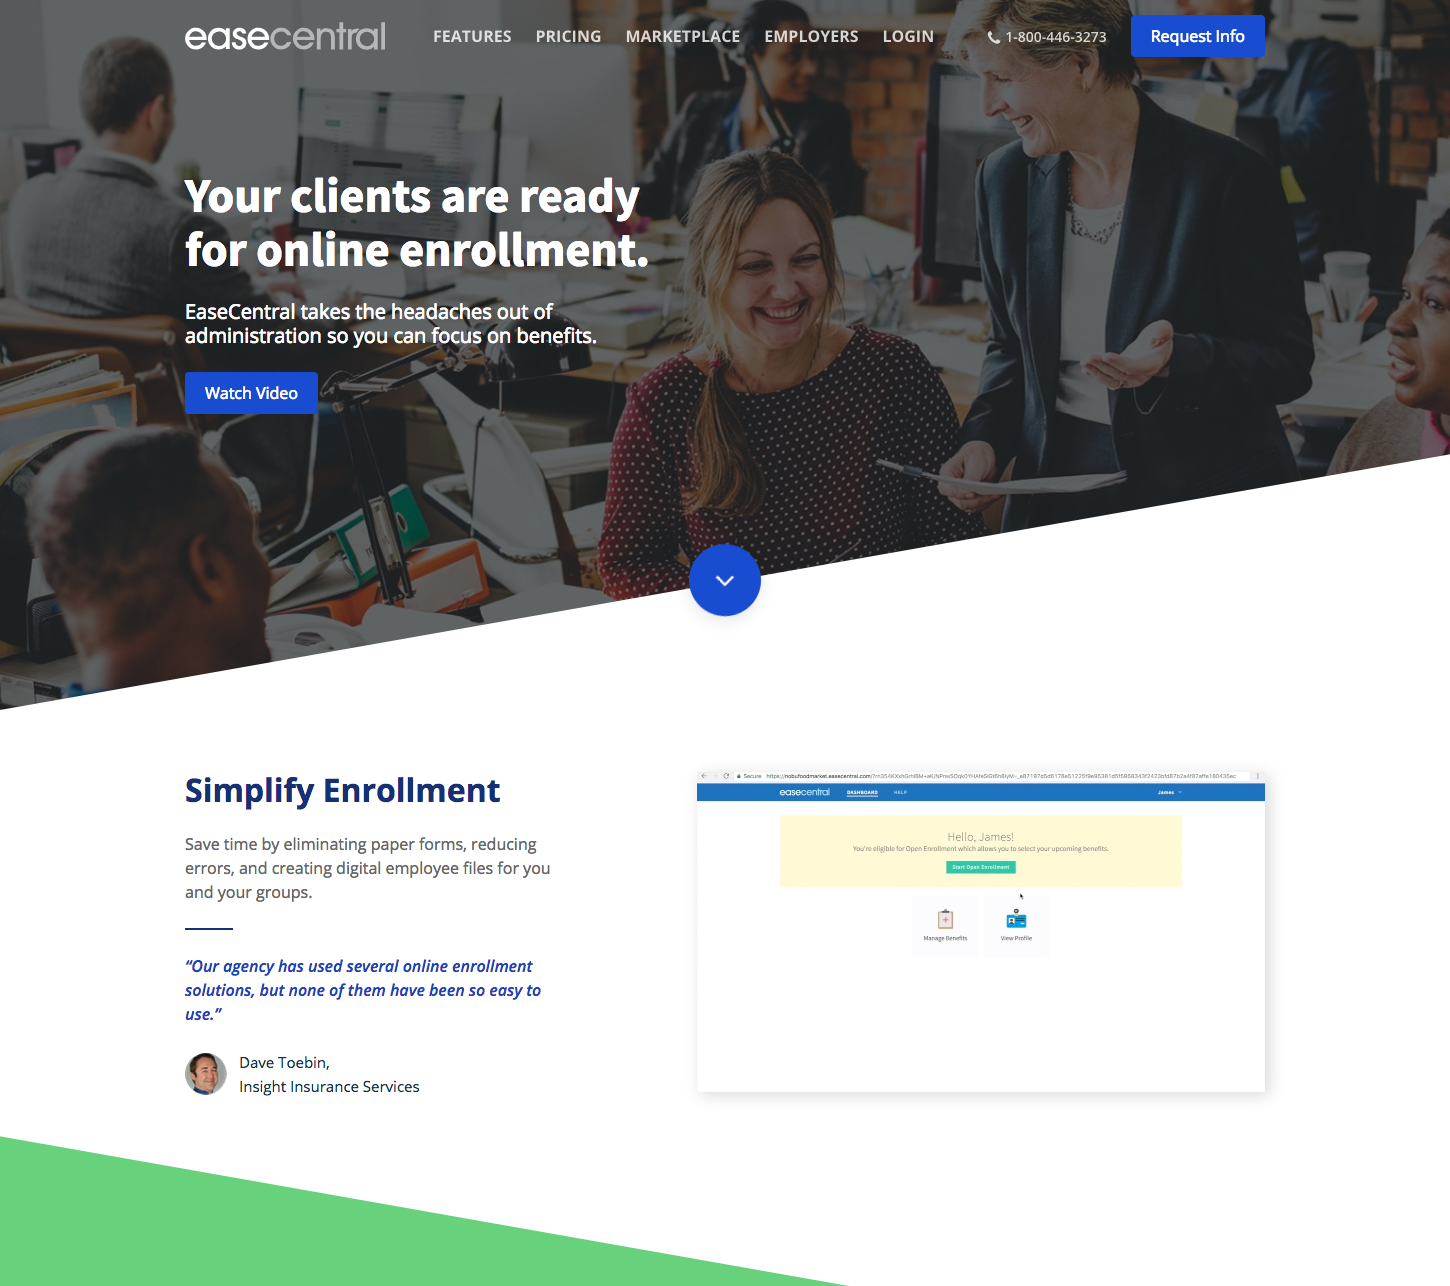 easecentral
FEATURES
PRICING
MARKETPLACE
EMPLOYERS
LOGIN
1-800-446-3273
Request Info
Your clients are ready
for online enrollment.
EaseCentral takes the headaches out of
administration so you can focus on benefits.
Watch Video
Simplify Enrollment
Save time by eliminating paper forms, reducing
errors, and creating digital employee files for you
and your groups.
“Our agency has used several online enrollment
solutions, but none of them have been so easy to
use.”
Dave Toebin,
Insight Insurance Services
Secure
easecentral
DASHBOARD
HELP
James
Hello, James!
You're eligible for Open Enrollment which allows you to select your upcoming benefits.
Start Open Enrollment
Manage Benefits
View Profile